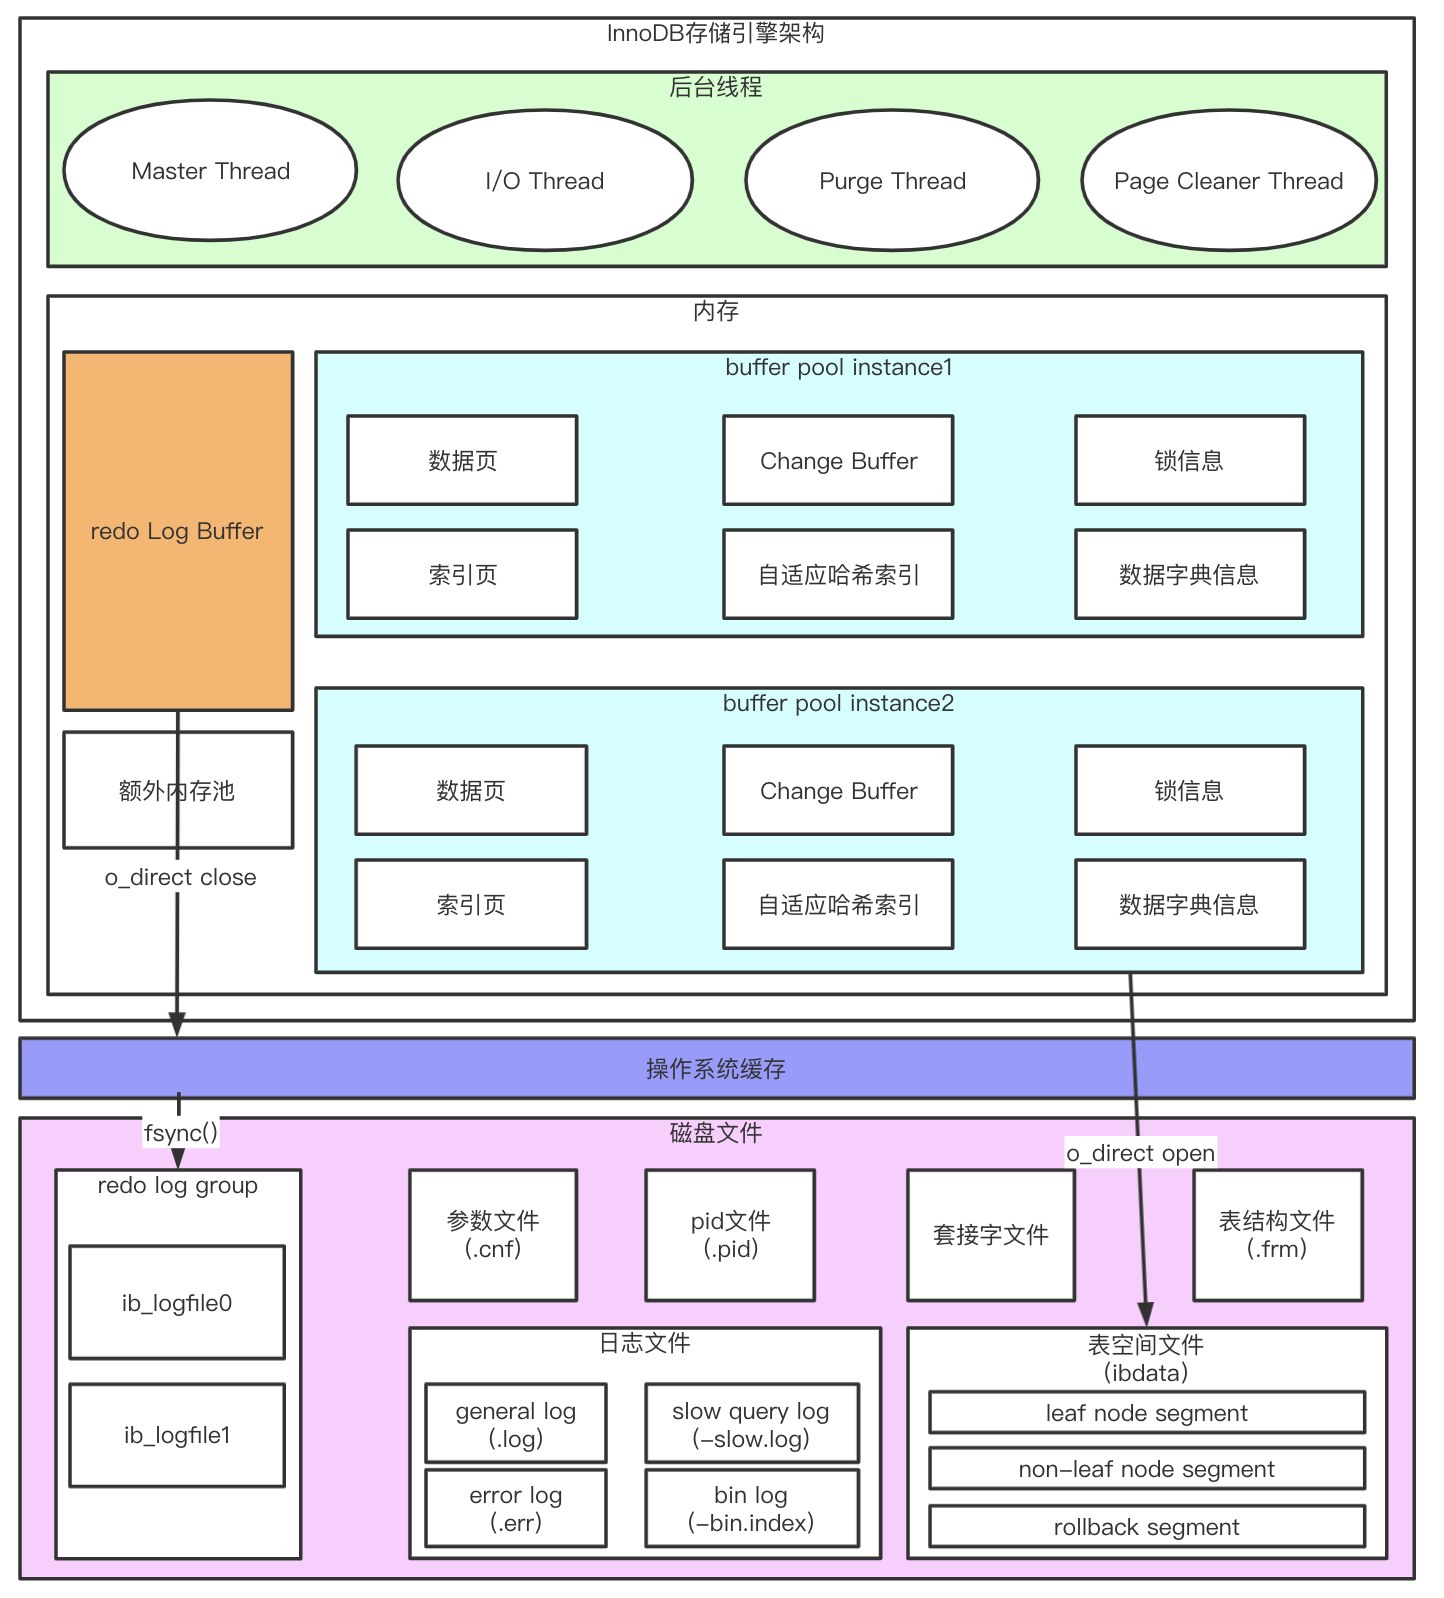 InnoDB存储引擎架构
后台线程
Master Thread
I/O Thread
Purge Thread
Page Cleaner Thread
内存
redo Log Buffer
额外内存池
o_direct close
buffer pool instance1
数据页
Change Buffer
锁信息
索引页
自适应哈希索引
数据字典信息
buffer pool instance2
数据页
Change Buffer
锁信息
索引页
自适应哈希索引
数据字典信息
操作系统缓存
fsync()
磁盘文件
o_direct open
redo log group
ib_logfile0
ib_logfile1
参数文件
(.cnf)
pid文件
(.pid)
套接字文件
表结构文件
(.frm)
日志文件
general log
(.log)
slow query log
(-slow.log)
error log
(.err)
bin log
(-bin.index)
表空间文件
(ibdata)
leaf node segment
non-leaf node segment
rollback segment